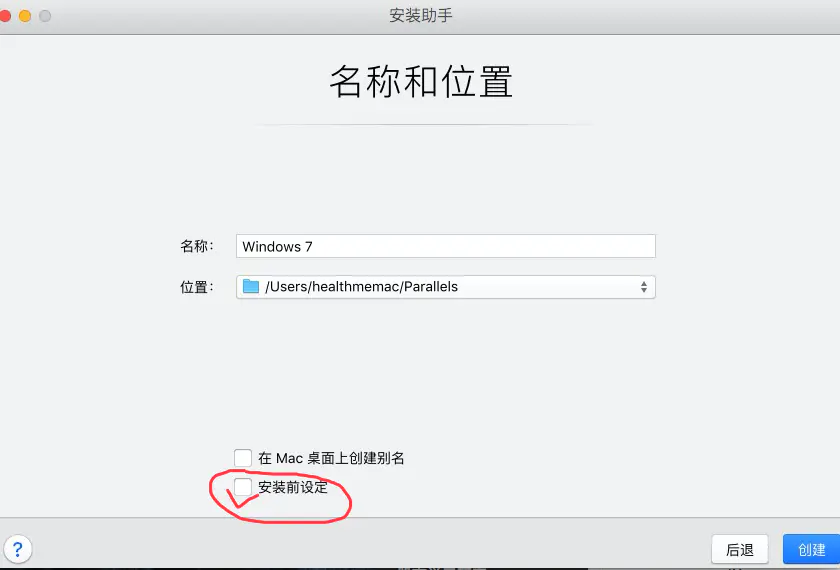 安装助手
名称和位置
名称： Windows 7
位置： /Users/healthmemac/Parallels
在 Mac 桌面上创建别名
安装前设定
? 后退 创建